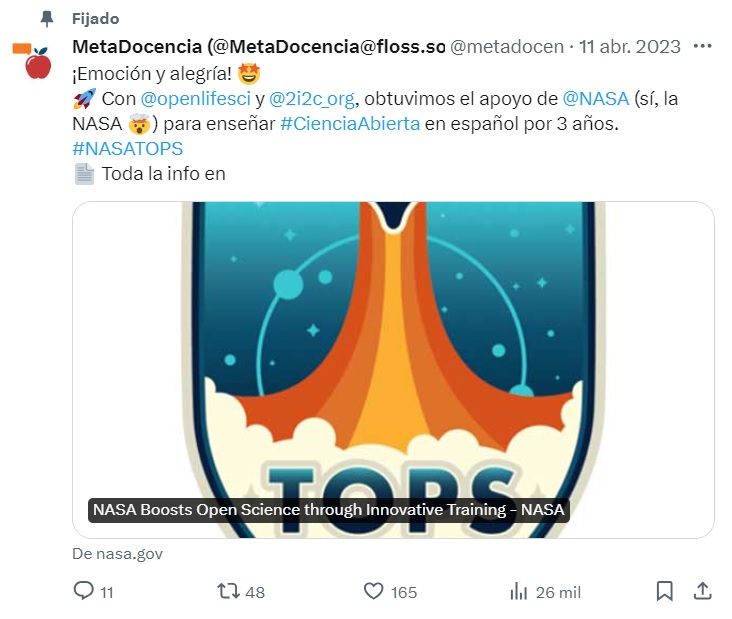 Fijado
MetaDocencia (@MetaDocencia@floss.so @metadocen · 11 abr. 2023
¡Emoción y alegría! 🤩
🚀 Con @openlifesci y @2i2c_org, obtuvimos el apoyo de @NASA (sí, la
NASA 🤯) para enseñar #CienciaAbierta en español por 3 años.
#NASATOPS
📄 Toda la info en
TOPS
NASA Boosts Open Science through Innovative Training - NASA
De nasa.gov
11 48 165 26 mil